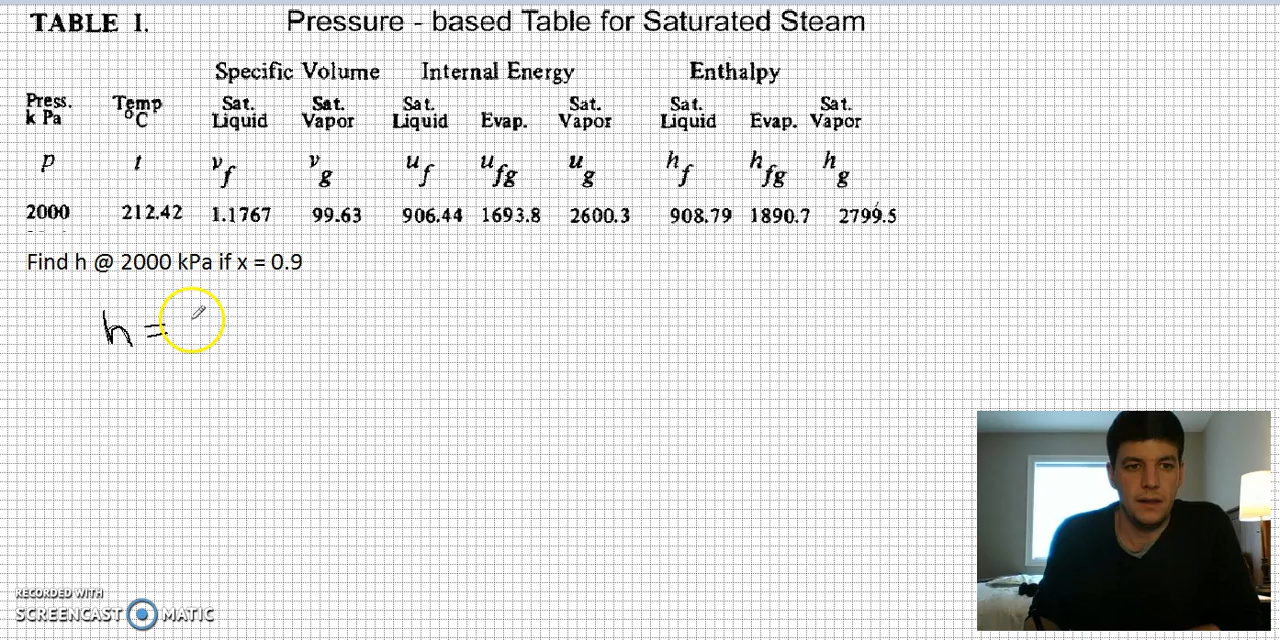 TABLE I. Pressure - based Table for Saturated Steam
Specific Volume Internal Energy Enthalpy
Press. Temp Sat. Sat. Sat. Sat. Sat. Sat.
k Pa °C Liquid Vapor Liquid Evap. Vapor Liquid Evap. Vapor
p t vf vg uf ufg ug hf hfg hg
2000 212.42 1.1767 99.63 906.44 1693.8 2600.3 908.79 1890.7 2799.5
Find h @ 2000 kPa if x = 0.9
h =
RECORDED WITH
SCREENCAST MATIC